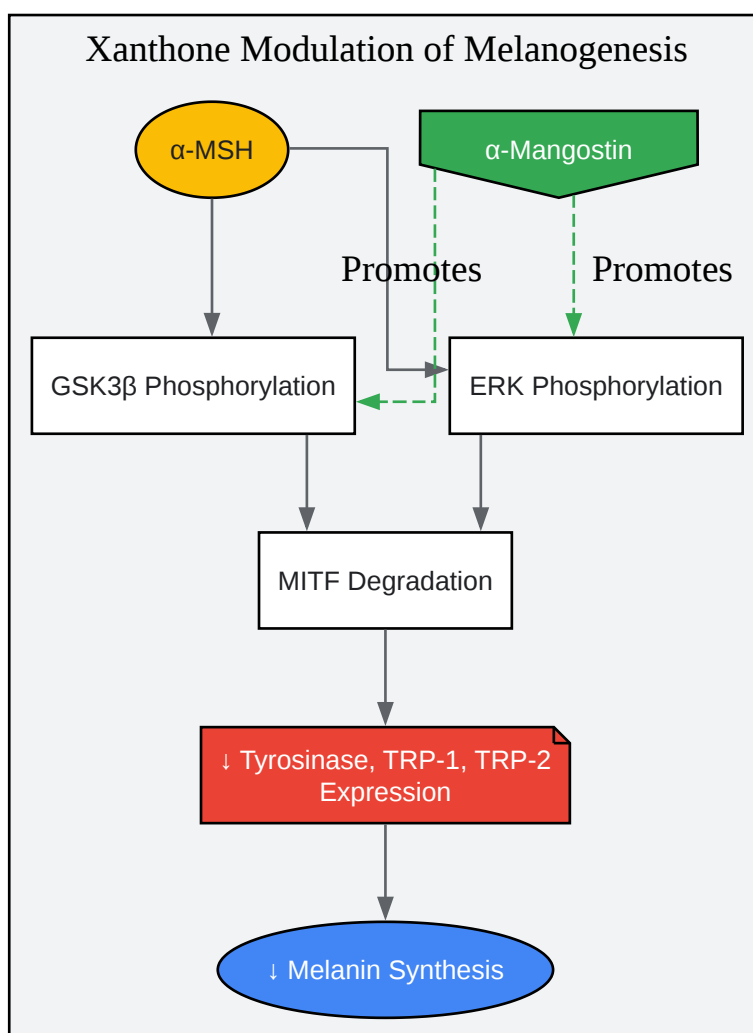 Xanthone Modulation of Melanogenesis
α-MSH
α-Mangostin
Promotes
Promotes
GSK3β Phosphorylation
ERK Phosphorylation
MITF Degradation
↓ Tyrosinase, TRP-1, TRP-2
Expression
↓ Melanin Synthesis